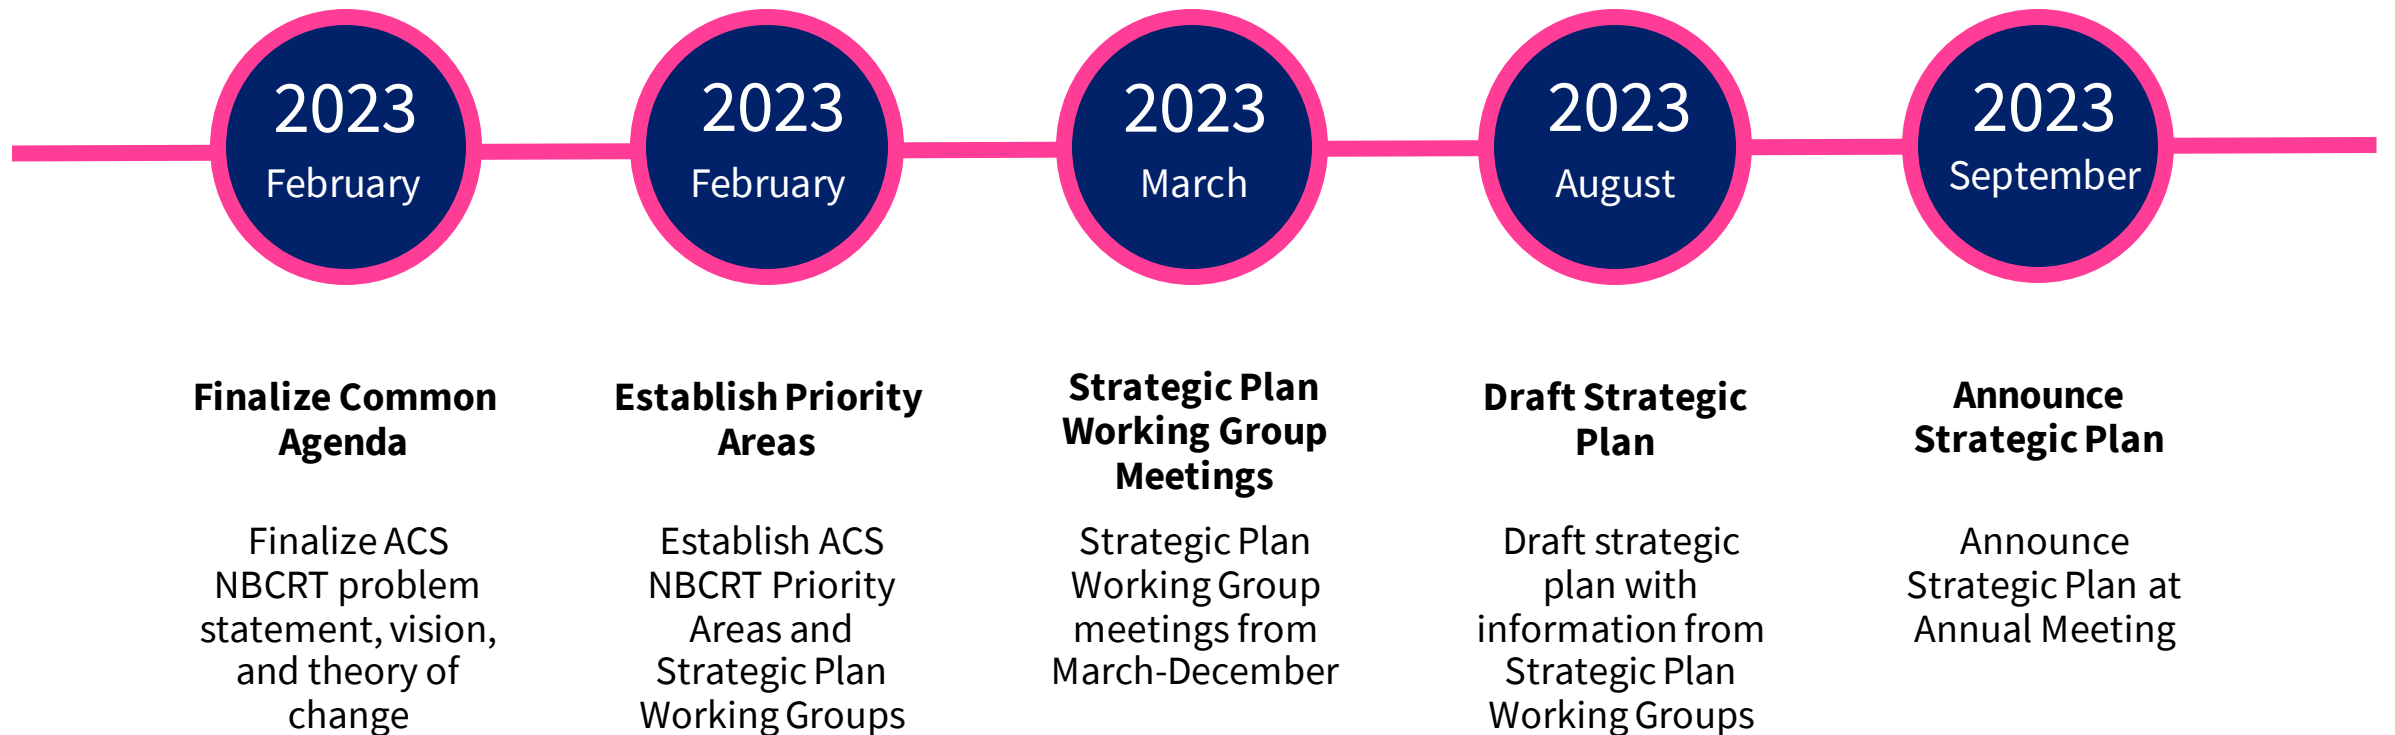 2023
February
2023
February
2023
March
2023
August
2023
September
Finalize Common
Agenda
Finalize ACS
NBCRT problem
statement, vision,
and theory of
change
Establish Priority
Areas
Establish ACS
NBCRT Priority
Areas and
Strategic Plan
Working Groups
Strategic Plan
Working Group
Meetings
Strategic Plan
Working Group
meetings from
March-December
Draft Strategic
Plan
Draft strategic
plan with
information from
Strategic Plan
Working Groups
Announce
Strategic Plan
Announce
Strategic Plan at
Annual Meeting